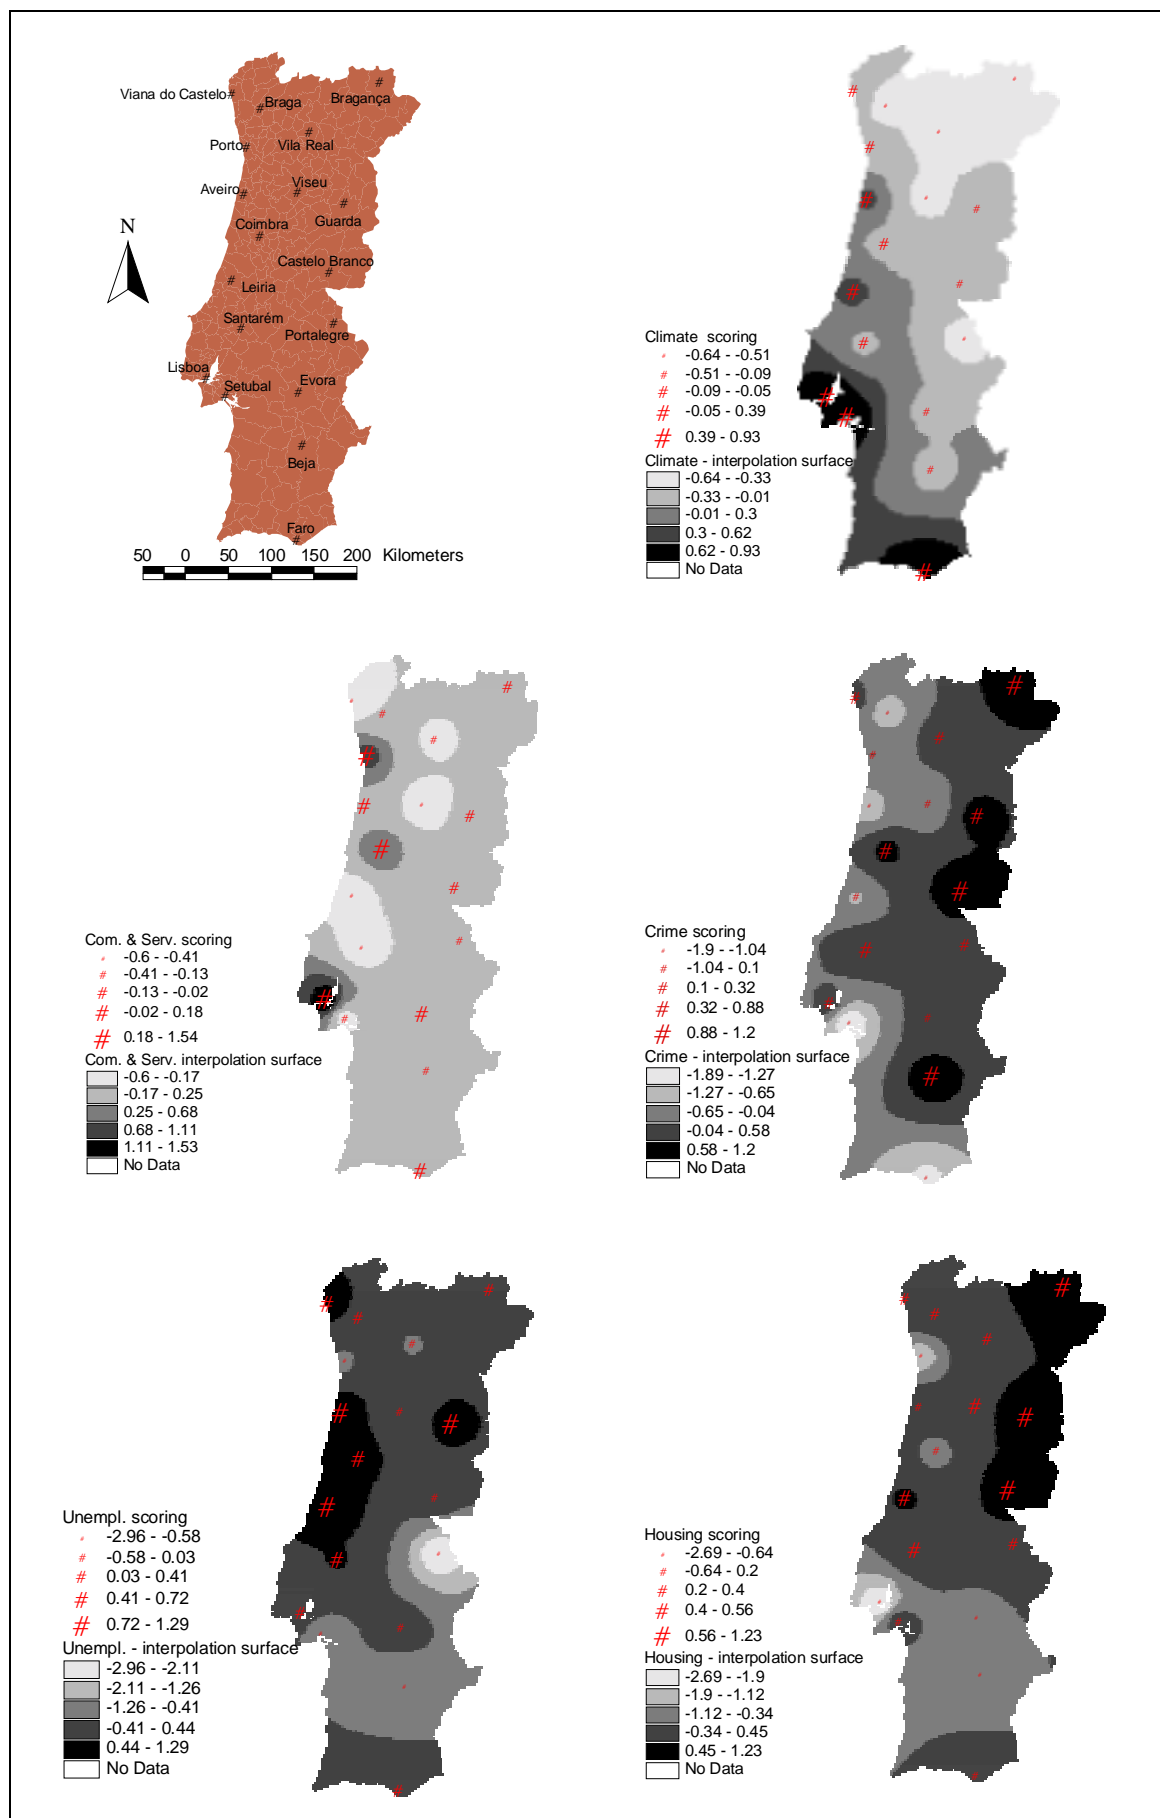 Viana do Castelo
Braga
Bragança
Porto
Vila Real
Aveiro
Viseu
Guarda
Coimbra
N
Castelo Branco
Leiria
Santarém
Portalegre
Lisboa
Setubal
Evora
Beja
Faro
50 0 50 100 150 200 Kilometers
Climate scoring
-0.64 - -0.51
-0.51 - -0.09
-0.09 - -0.05
-0.05 - 0.39
0.39 - 0.93
Climate - interpolation surface
-0.64 - -0.33
-0.33 - -0.01
-0.01 - 0.3
0.3 - 0.62
0.62 - 0.93
No Data
Com. & Serv. scoring
-0.6 - -0.41
-0.41 - -0.13
-0.13 - -0.02
-0.02 - 0.18
0.18 - 1.54
Com. & Serv. interpolation surface
-0.6 - -0.17
-0.17 - 0.25
0.25 - 0.68
0.68 - 1.11
1.11 - 1.53
No Data
Crime scoring
-1.9 - -1.04
-1.04 - 0.1
0.1 - 0.32
0.32 - 0.88
0.88 - 1.2
Crime - interpolation surface
-1.89 - -1.27
-1.27 - -0.65
-0.65 - -0.04
-0.04 - 0.58
0.58 - 1.2
No Data
Unempl. scoring
-2.96 - -0.58
-0.58 - 0.03
0.03 - 0.41
0.41 - 0.72
0.72 - 1.29
Unempl. - interpolation surface
-2.96 - -2.11
-2.11 - -1.26
-1.26 - -0.41
-0.41 - 0.44
0.44 - 1.29
No Data
Housing scoring
-2.69 - -0.64
-0.64 - 0.2
0.2 - 0.4
0.4 - 0.56
0.56 - 1.23
Housing - interpolation surface
-2.69 - -1.9
-1.9 - -1.12
-1.12 - -0.34
-0.34 - 0.45
0.45 - 1.23
No Data